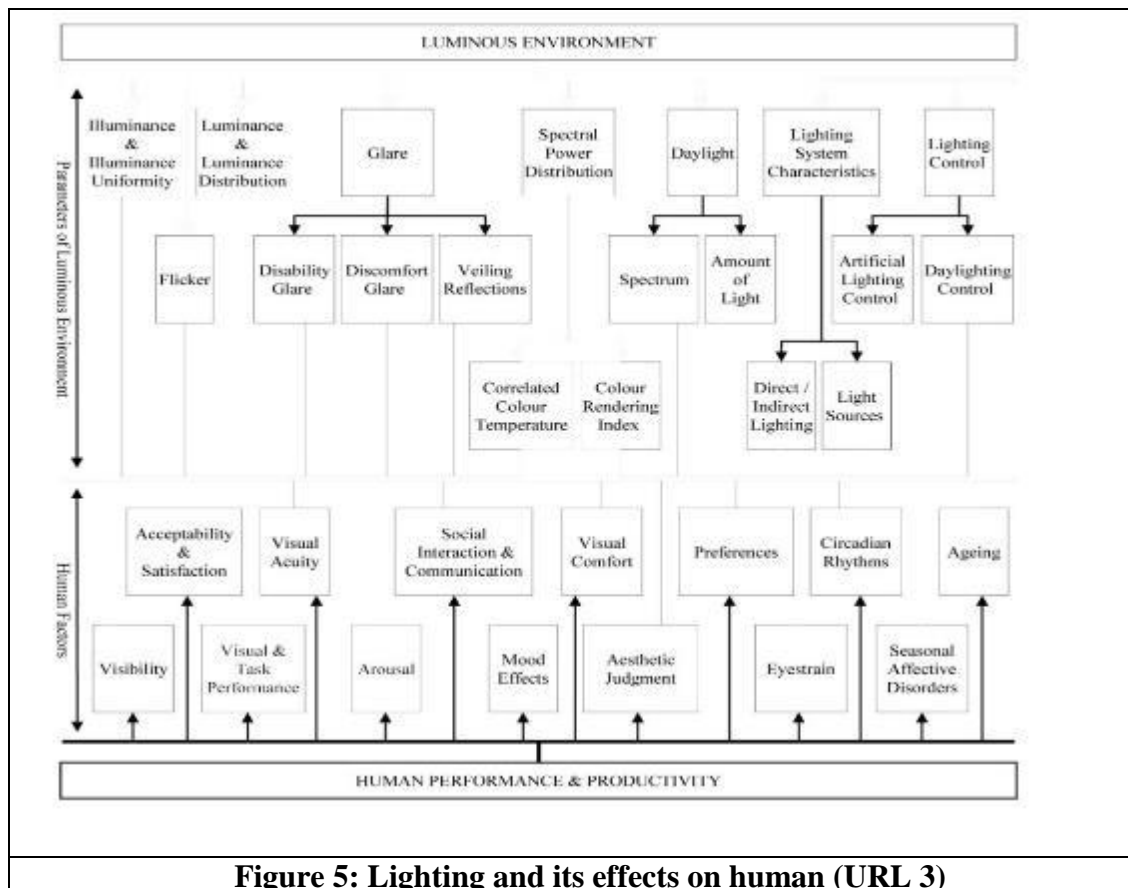 LUMINOUS ENVIRONMENT
Parameters of Luminous Environment
Illuminance
&
Illuminance
Uniformity
Luminance
&
Luminance
Distribution
Glare
Spectral
Power
Distribution
Daylight
Lighting
System
Characteristics
Lighting
Control
Flicker
Disability
Glare
Discomfort
Glare
Veiling
Reflections
Spectrum
Amount
of
Light
Artificial
Lighting
Control
Daylighting
Control
Correlated
Colour
Temperature
Colour
Rendering
Index
Direct /
Indirect
Lighting
Light
Sources
Human Factors
Acceptability
&
Satisfaction
Visual
Acuity
Social
Interaction &
Communication
Visual
Comfort
Preferences
Circadian
Rhythms
Ageing
Visibility
Visual &
Task
Performance
Arousal
Mood
Effects
Aesthetic
Judgment
Eyestrain
Seasonal
Affective
Disorders
HUMAN PERFORMANCE & PRODUCTIVITY
Figure 5: Lighting and its effects on human (URL 3)